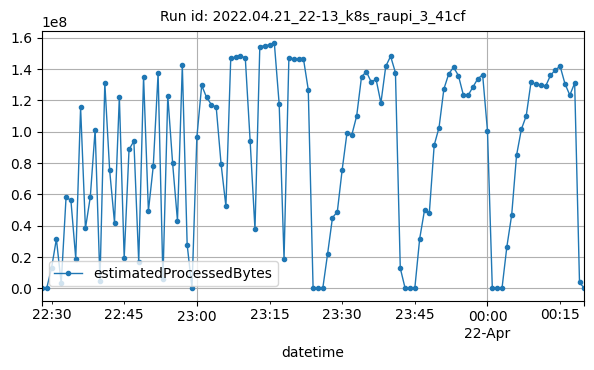 Run id: 2022.04.21_22-13_k8s_raupi_3_41cf
1e8
1.6
1.4
1.2
1.0
0.8
0.6
0.4
0.2
0.0
estimatedProcessedBytes
22:30 22:45 23:00 23:15 23:30 23:45 00:00 00:15
22-Apr
datetime